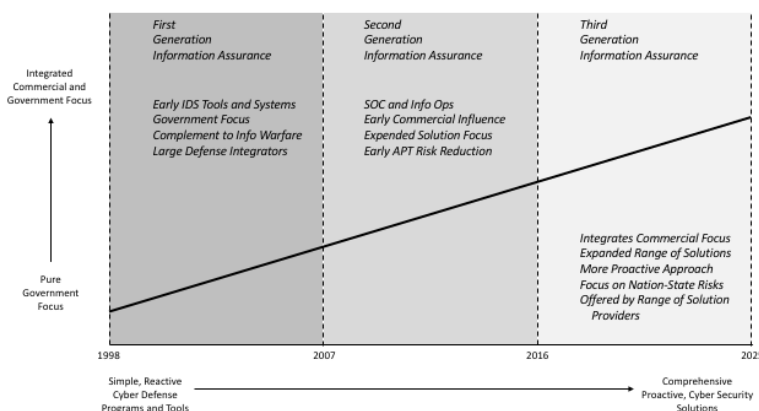 First
Generation
Information Assurance
Second
Generation
Information Assurance
Third
Generation
Information Assurance
Integrated
Commercial and
Government Focus
Early IDS Tools and Systems
Government Focus
Complement to Info Warfare
Large Defense Integrators
SOC and Info Ops
Early Commercial Influence
Expended Solution Focus
Early APT Risk Reduction
Integrates Commercial Focus
Expanded Range of Solutions
More Proactive Approach
Focus on Nation-State Risks
Offered by Range of Solution
Providers
Pure
Government
Focus
1998
2007
2016
2025
Simple, Reactive
Cyber Defense
Programs and Tools
Comprehensive
Proactive, Cyber Security
Solutions